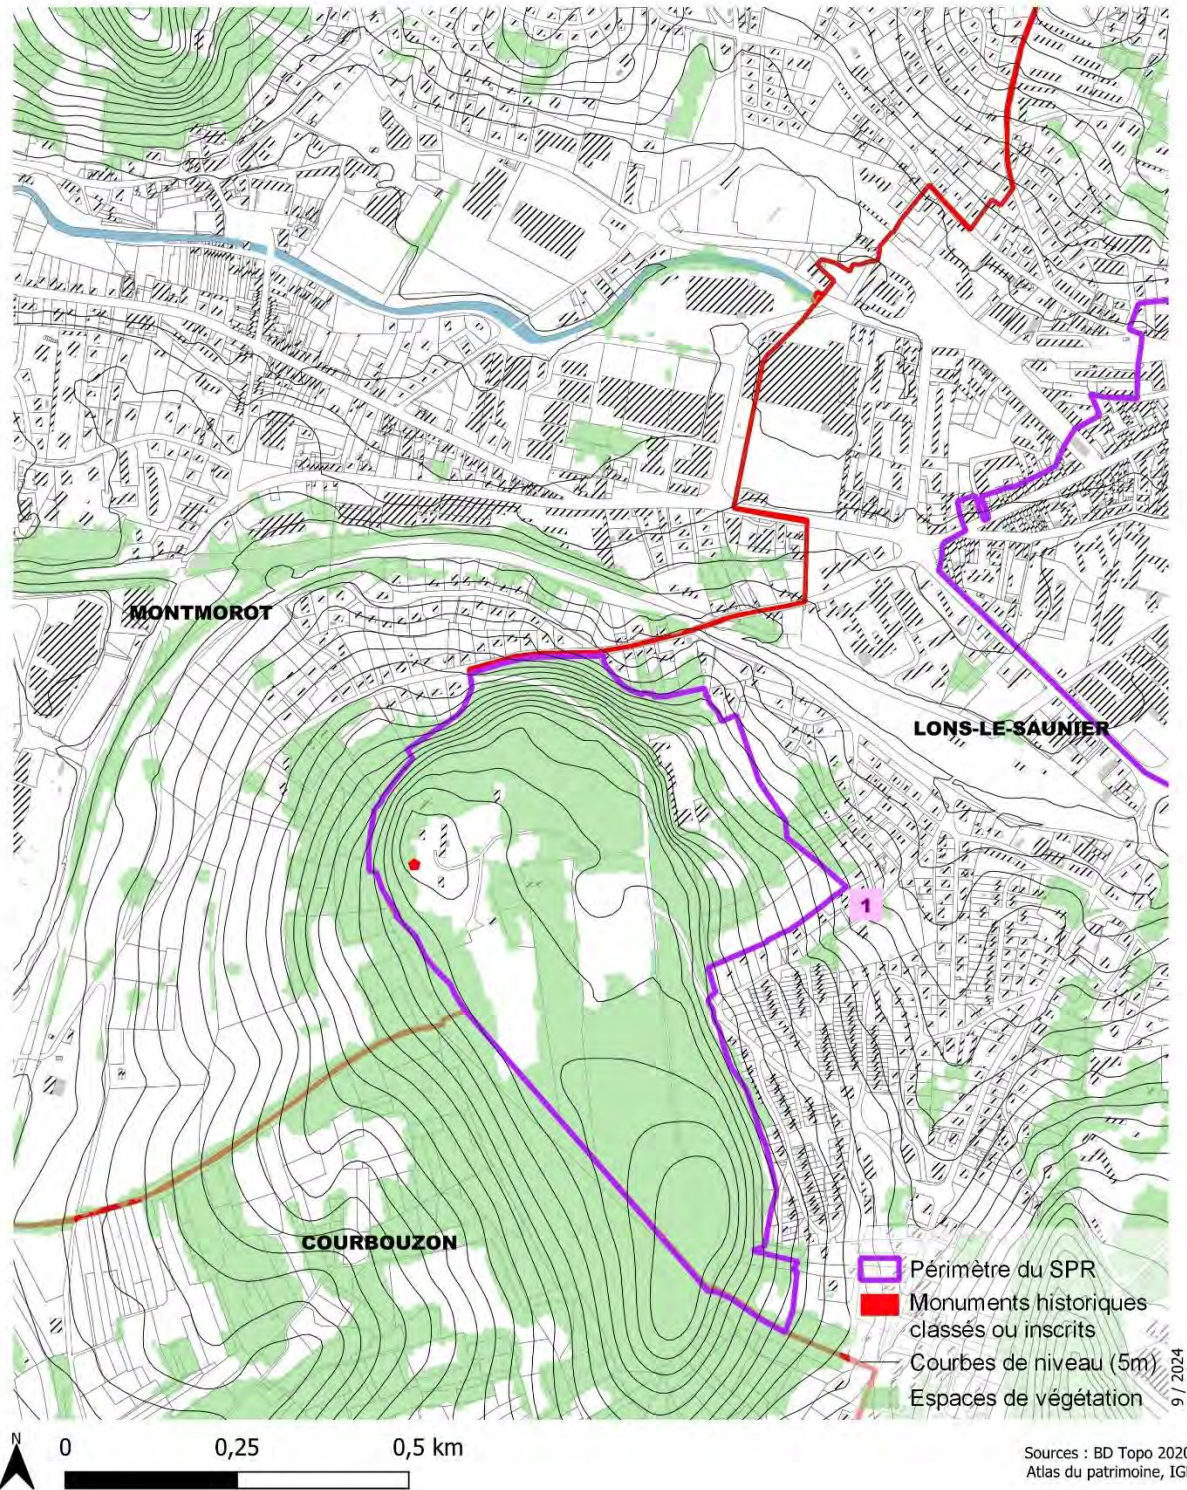 MONTMOROT
LONS-LE-SAUNIER
1
COURBOUZON
Périmètre du SPR
Monuments historiques
classés ou inscrits
Courbes de niveau (5m)
Espaces de végétation
9 / 2024
N
0 0,25 0,5 km
Sources : BD Topo 2020
Atlas du patrimoine, IG